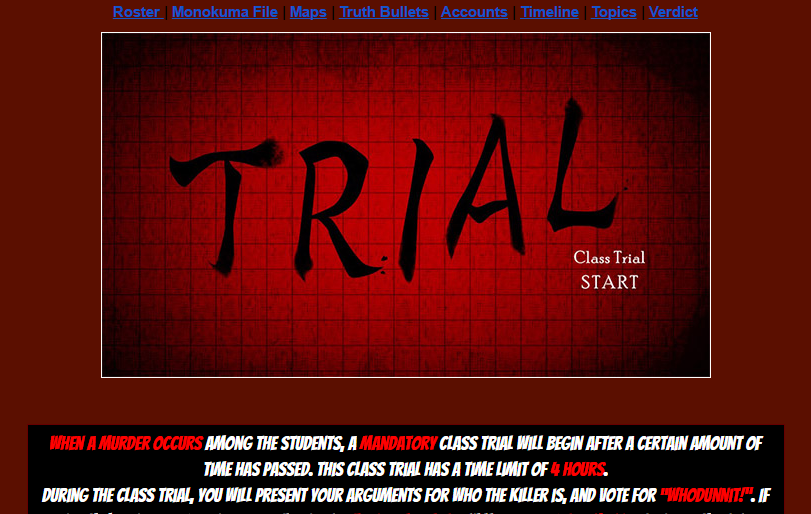 Roster | Monokuma File | Maps | Truth Bullets | Accounts | Timeline | Topics | Verdict
TRIAL
Class Trial
START
WHEN A MURDER OCCURS AMONG THE STUDENTS, A MANDATORY CLASS TRIAL WILL BEGIN AFTER A CERTAIN AMOUNT OF
TIME HAS PASSED. THIS CLASS TRIAL HAS A TIME LIMIT OF 4 HOURS.
DURING THE CLASS TRIAL, YOU WILL PRESENT YOUR ARGUMENTS FOR WHO THE KILLER IS, AND VOTE FOR "WHODUNNIT!". IF